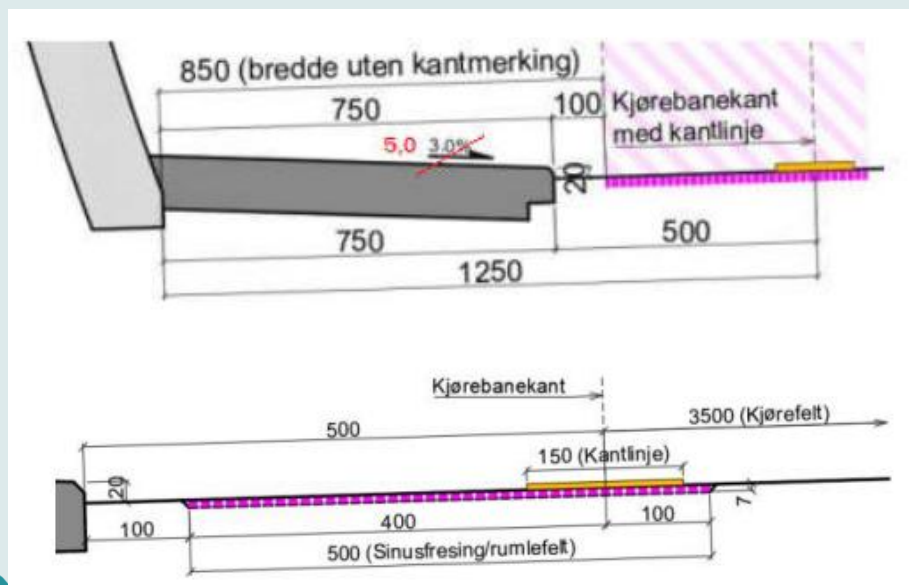 850 (bredde uten kantmerking)
750
100
Kjørebanekant
med kantlinje
5,0 3.0%
20
750
500
1250
Kjørebanekant
500
3500 (Kjørefelt)
150 (Kantlinje)
20
7
100
400
100
500 (Sinusfresing/rumlefelt)